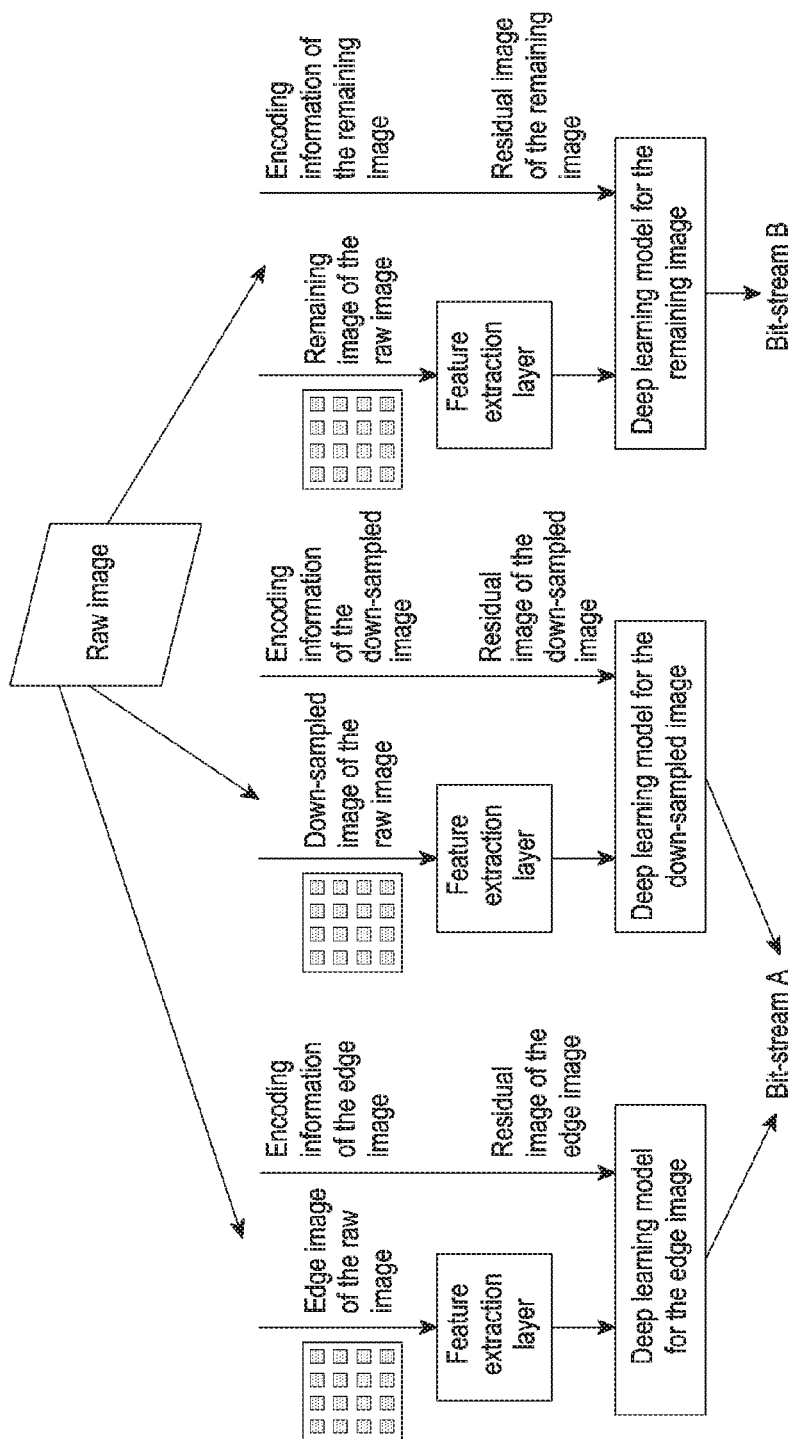 Raw image
Edge image
of the raw
image
Encoding
information
of the edge
image
Feature
extraction
layer
Residual
image of the
edge image
Deep learning model
for the edge image
Down-sampled
image of the
raw image
Encoding
information
of the
down-sampled
image
Feature
extraction
layer
Residual
image of the
down-sampled
image
Deep learning model for the
down-sampled image
Bit-stream A
Remaining
image of the
raw image
Encoding
information of
the remaining
image
Feature
extraction
layer
Residual image
of the remaining
image
Deep learning model for the
remaining image
Bit-stream B